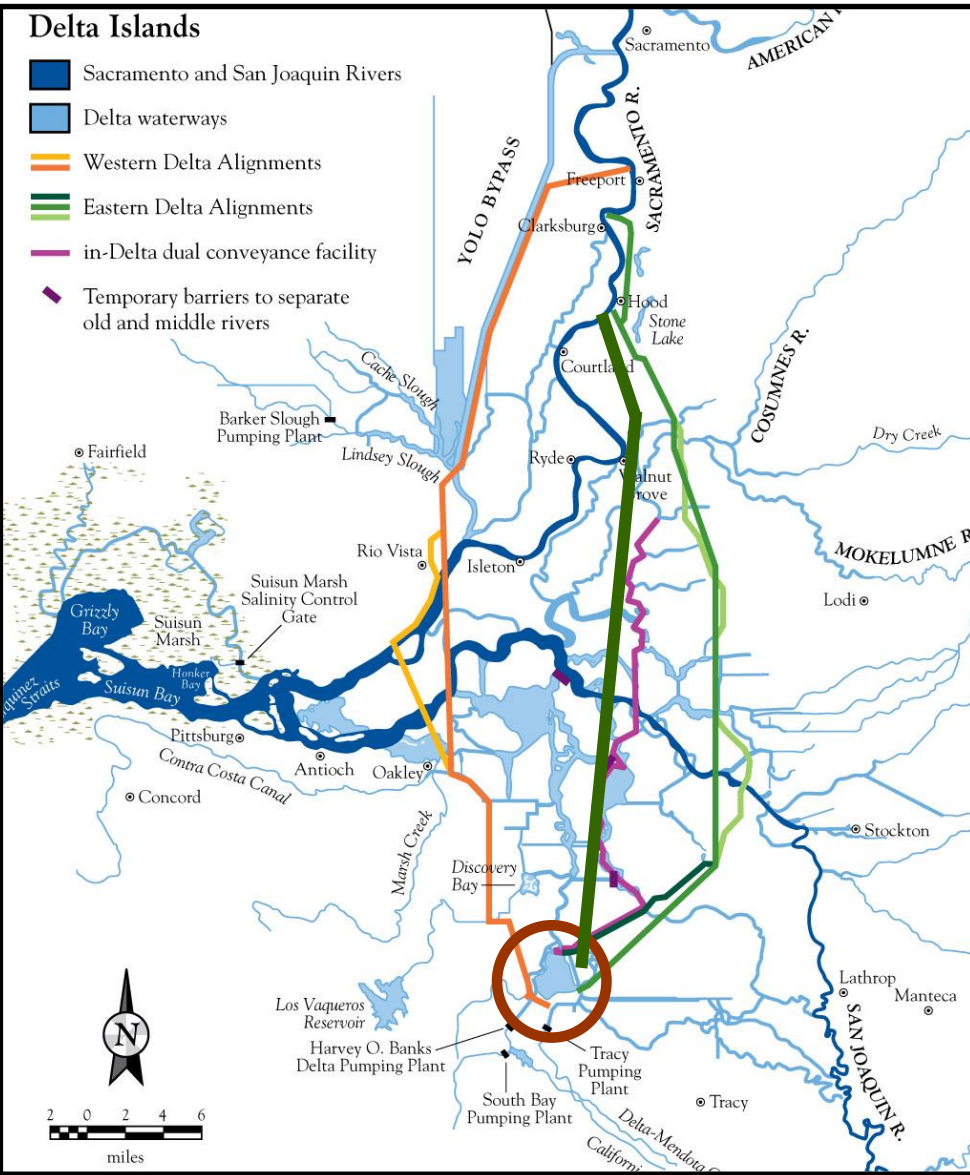 Delta Islands
Sacramento and San Joaquin Rivers
Delta waterways
Western Delta Alignments
Eastern Delta Alignments
in-Delta dual conveyance facility
Temporary barriers to separate
old and middle rivers
Sacramento
AMERICAN
SACRAMENTO R.
YOLO BYPASS
Freeport
Clarksburg
Hood
Stone
Lake
Courtland
Cache Slough
Barker Slough
Pumping Plant
Lindsey Slough
COSUMNES R.
Dry Creek
Fairfield
Ryde
Walnut
Grove
MOKELUMNE R
Rio Vista
Isleton
Lodi
Suisun Marsh
Salinity Control
Gate
Grizzly
Bay
Suisun
Marsh
Honker
Bay
Suisun Bay
Straits
Pittsburg
Antioch
Oakley
Contra Costa Canal
Concord
Stockton
Marsh Creek
Discovery
Bay
Los Vaqueros
Reservoir
Harvey O. Banks
Delta Pumping Plant
Tracy
Pumping
Plant
South Bay
Pumping Plant
Tracy
Lathrop
Manteca
SAN JOAQUIN R.
Delta-Mendota
Californi
N
2 0 2 4 6
miles